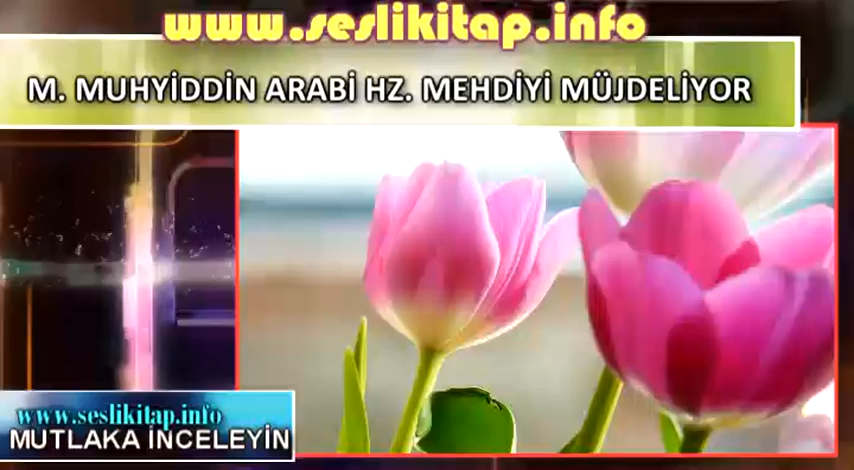 www.seslikitap.info
M. MUHYİDDİN ARABİ HZ. MEHDİYİ MÜJDELİYOR
www.seslikitap.info
MUTLAKA İNCELEYİN